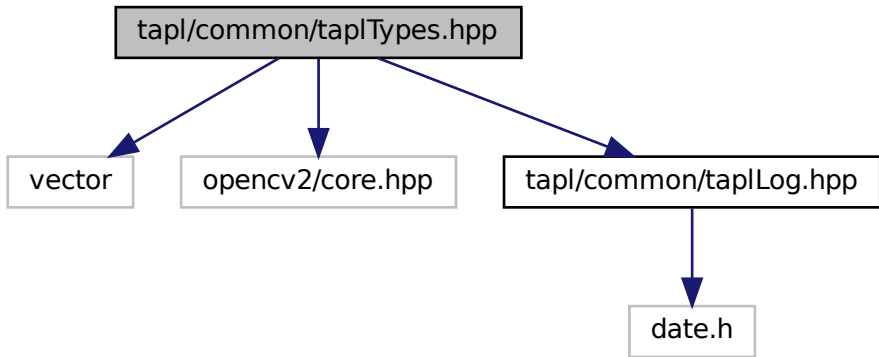 tapl/common/taplTypes.hpp
vector
opencv2/core.hpp
tapl/common/taplLog.hpp
date.h